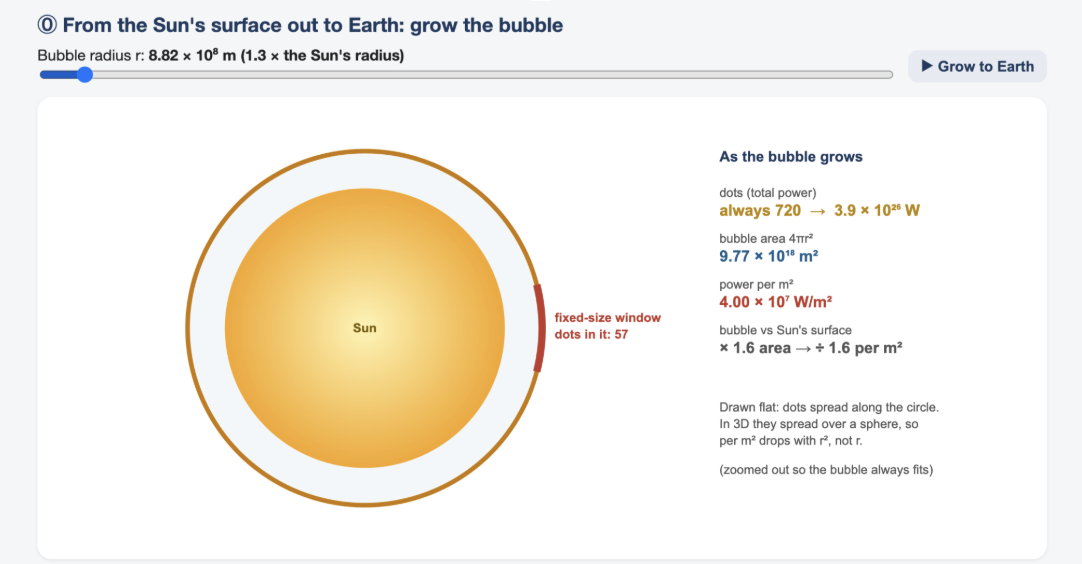 ⓪ From the Sun's surface out to Earth: grow the bubble
Bubble radius r: 8.82 × 10⁸ m (1.3 × the Sun's radius)
▶ Grow to Earth
Sun
fixed-size window
dots in it: 57
As the bubble grows
dots (total power)
always 720 → 3.9 × 10²⁶ W
bubble area 4πr²
9.77 × 10¹⁸ m²
power per m²
4.00 × 10⁷ W/m²
bubble vs Sun's surface
× 1.6 area → ÷ 1.6 per m²
Drawn flat: dots spread along the circle.
In 3D they spread over a sphere, so
per m² drops with r², not r.
(zoomed out so the bubble always fits)